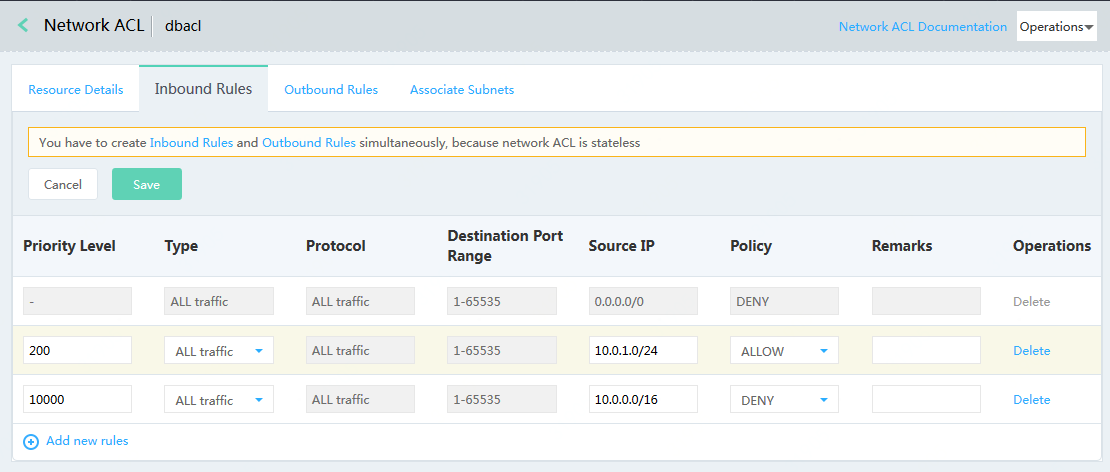 Network ACL dbacl Network ACL Documentation Operations
Resource Details Inbound Rules Outbound Rules Associate Subnets
You have to create Inbound Rules and Outbound Rules simultaneously, because network ACL is stateless
Cancel Save
Priority Level Type Protocol Destination Port Range Source IP Policy Remarks Operations
- ALL traffic ALL traffic 1-65535 0.0.0.0/0 DENY Delete
200 ALL traffic ALL traffic 1-65535 10.0.1.0/24 ALLOW Delete
10000 ALL traffic ALL traffic 1-65535 10.0.0.0/16 DENY Delete
Add new rules